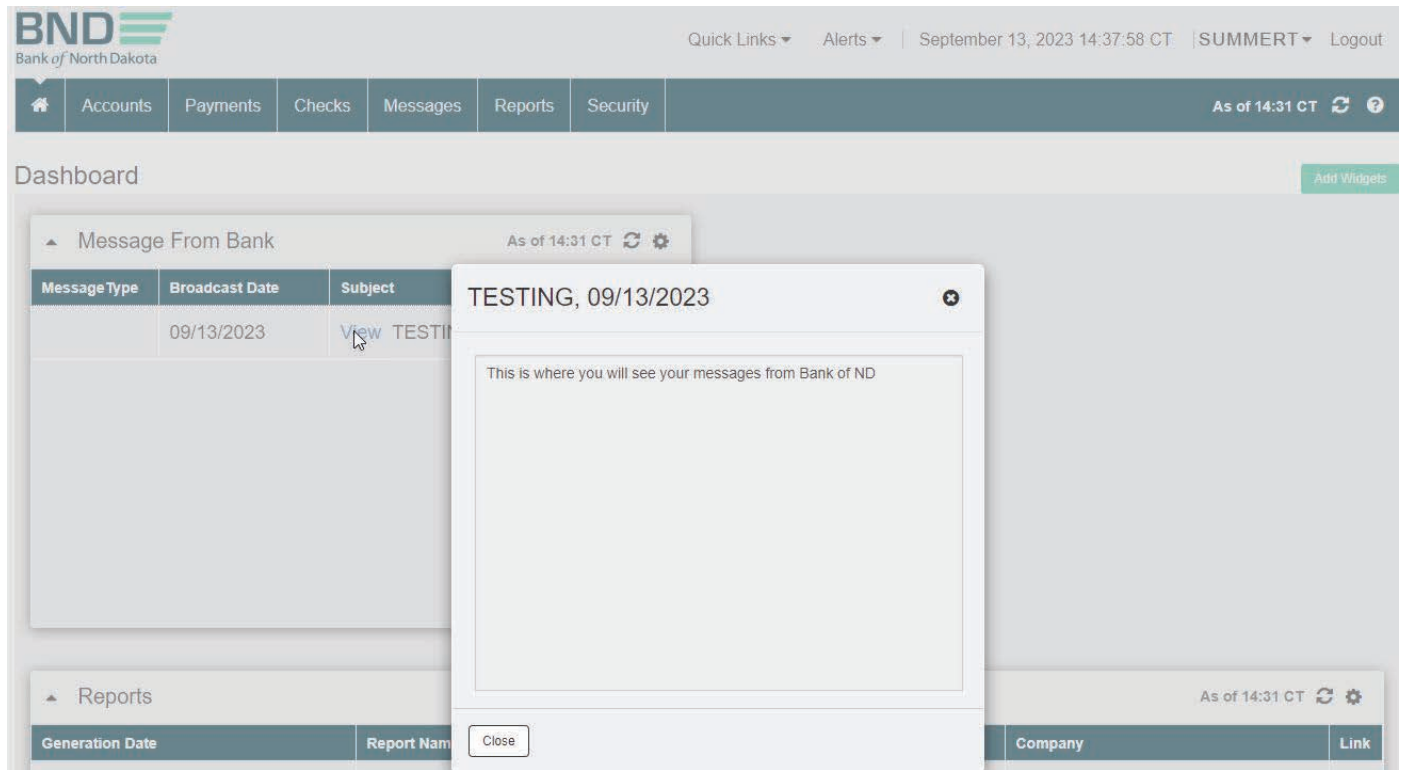 BND
Bank of North Dakota
Quick Links Alerts September 13, 2023 14:37:58 CT SUMMERT Logout
Accounts Payments Checks Messages Reports Security As of 14:31 CT
Dashboard
Add Widgets
Message From Bank As of 14:31 CT
Message Type Broadcast Date Subject
09/13/2023 View
TESTING, 09/13/2023
This is where you will see your messages from Bank of ND
Close
Reports As of 14:31 CT
Generation Date Report Company Link